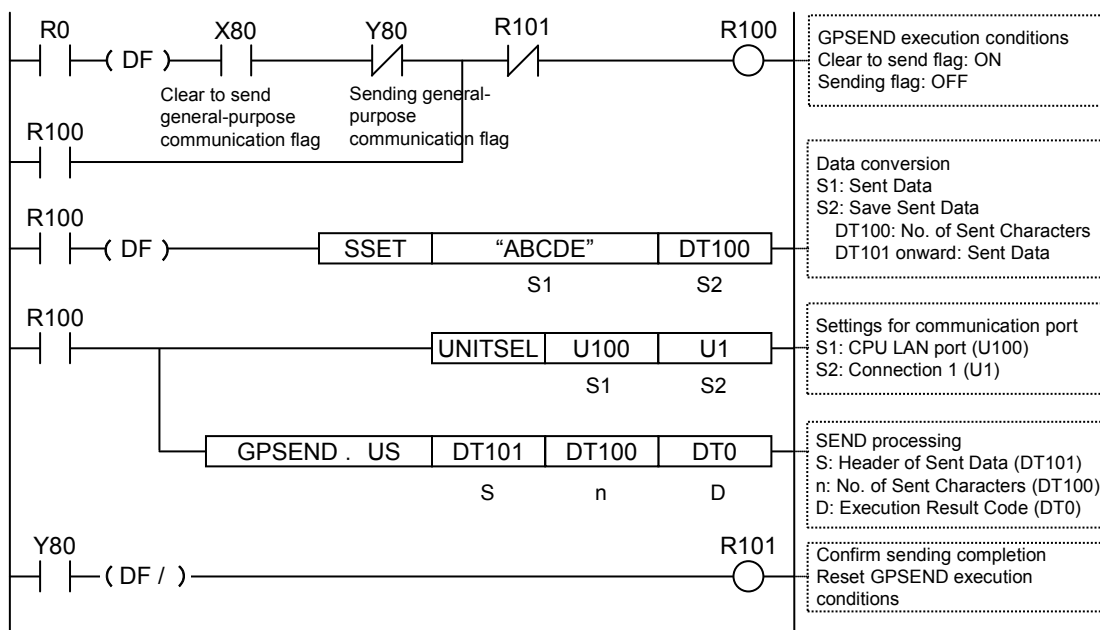 R0 X80 Y80 R101 R100
( DF )
Clear to send
general-purpose
communication flag
Sending general-
purpose
communication flag
GPSEND execution conditions
Clear to send flag: ON
Sending flag: OFF
R100
Data conversion
S1: Sent Data
S2: Save Sent Data
DT100: No. of Sent Characters
DT101 onward: Sent Data
R100
( DF ) SSET “ABCDE” DT100
S1 S2
R100
UNITSEL U100 U1
S1 S2
Settings for communication port
S1: CPU LAN port (U100)
S2: Connection 1 (U1)
GPSEND . US DT101 DT100 DT0
S n D
SEND processing
S: Header of Sent Data (DT101)
n: No. of Sent Characters (DT100)
D: Execution Result Code (DT0)
Y80 R101
( DF / )
Confirm sending completion
Reset GPSEND execution
conditions